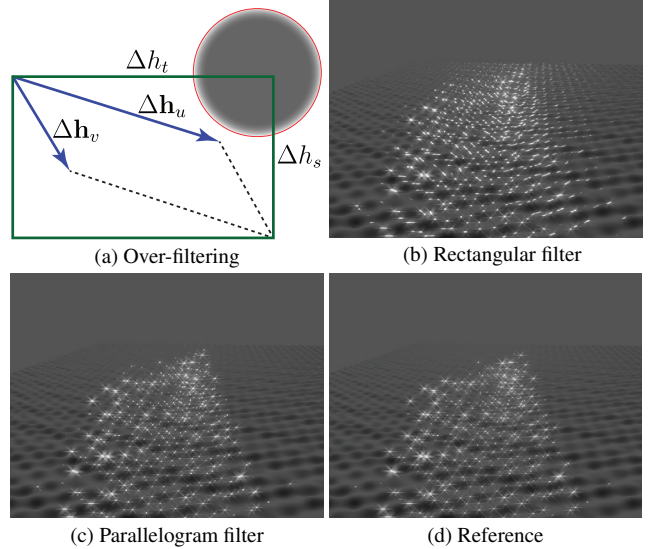 Δh_t
Δ𝐡_u
Δ𝐡_v
Δh_s
(a) Over-filtering
(b) Rectangular filter
(c) Parallelogram filter
(d) Reference